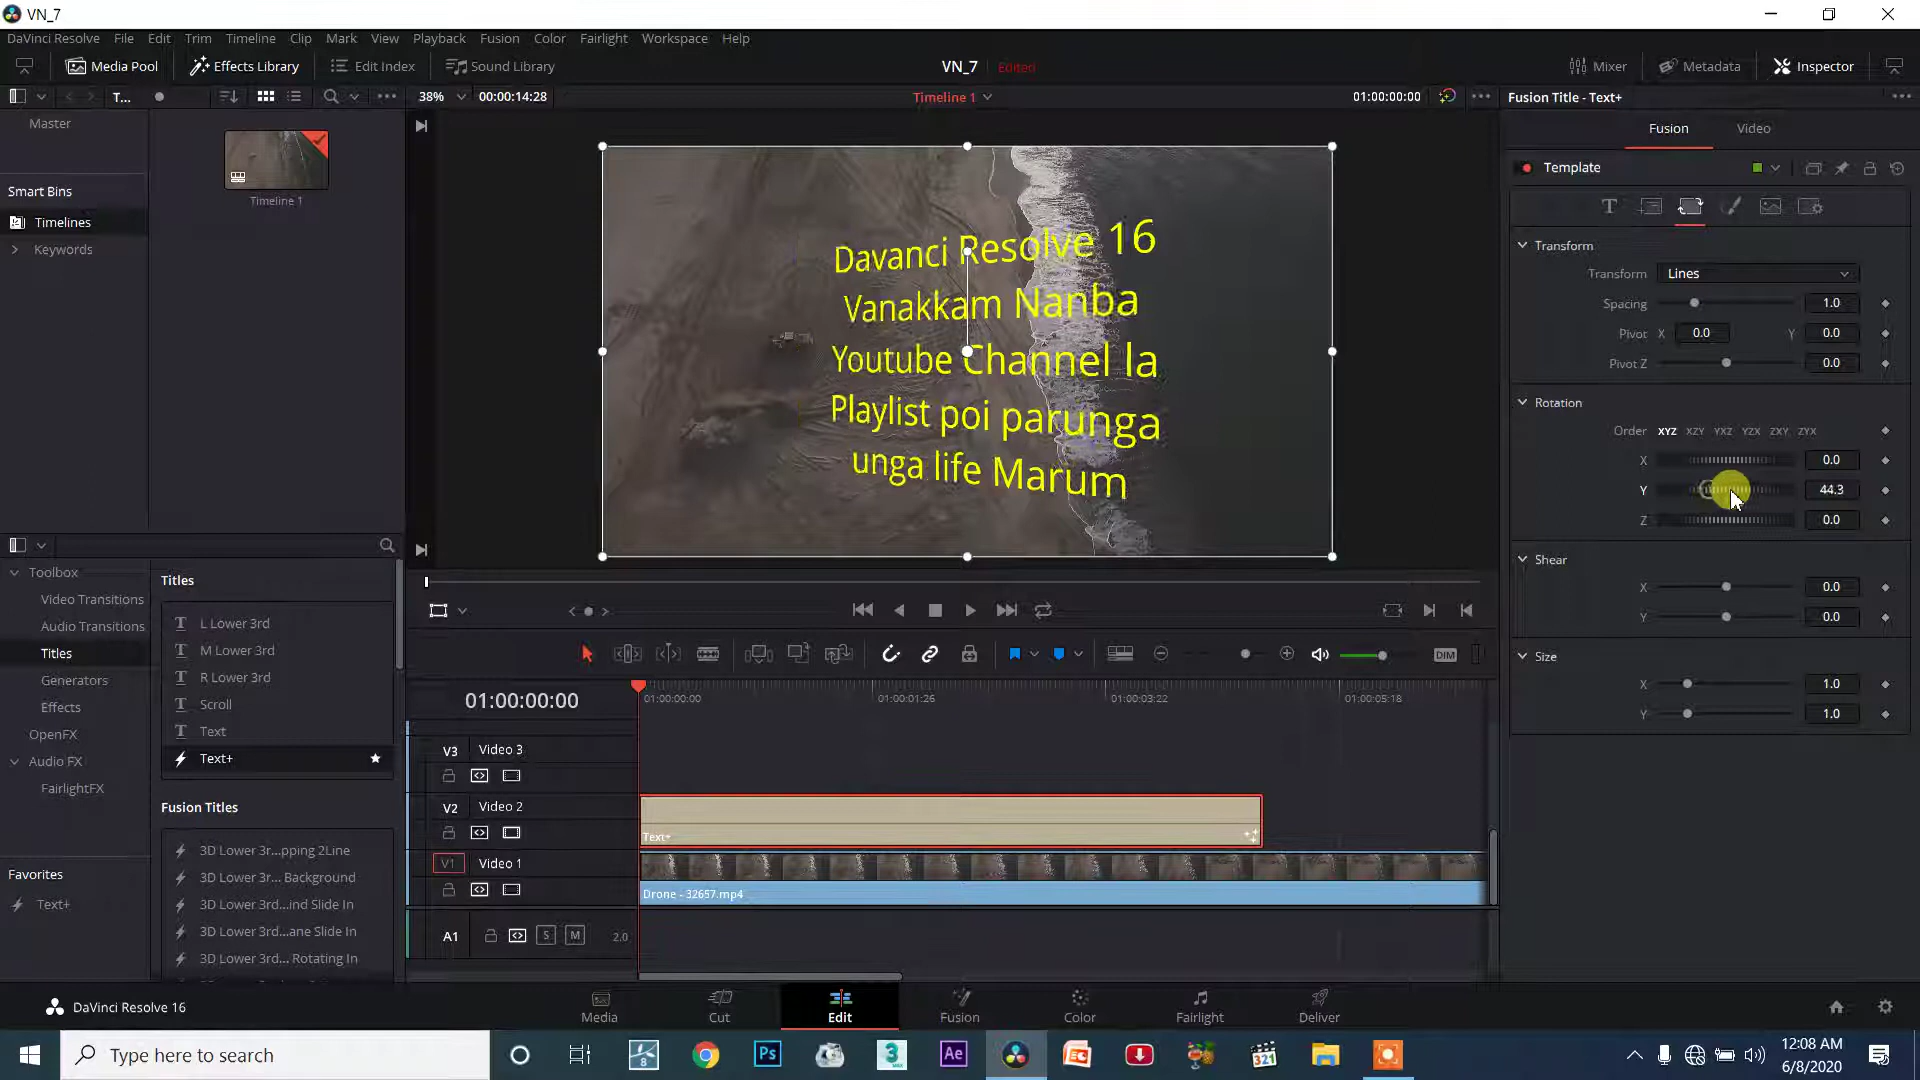 VN_7
DaVinci Resolve File Edit Trim Timeline Clip Mark View Playback Fusion Color Fairlight Workspace Help
Media Pool Effects Library Edit Index Sound Library VN_7 Edited Mixer Metadata Inspector
T... 38% 00:00:14:28 Timeline 1 01:00:00:00 Fusion Title - Text+
Master
Smart Bins
Timelines
Keywords
Timeline 1
Davanci Resolve 16
Vanakkam Nanba
Youtube Channel la
Playlist poi parunga
unga life Marum
Fusion Video
Template
Transform
Transform Lines
Spacing 1.0
Pivot X 0.0 Y 0.0
Pivot Z 0.0
Rotation
Order XYZ XZY YXZ YZX ZXY ZYX
X 0.0
Y 44.3
Z 0.0
Shear
X 0.0
Y 0.0
Size
X 1.0
Y 1.0
Toolbox
Video Transitions
Audio Transitions
Titles
Generators
Effects
OpenFX
Audio FX
FairlightFX
Favorites
Text+
Titles
L Lower 3rd
M Lower 3rd
R Lower 3rd
Scroll
Text
Text+
Fusion Titles
3D Lower 3r...pping 2Line
3D Lower 3r... Background
3D Lower 3rd...ind Slide In
3D Lower 3rd...ane Slide In
3D Lower 3rd... Rotating In
DIM
01:00:00:00 01:00:00:00 01:00:01:26 01:00:03:22 01:00:05:18
V3 Video 3
V2 Video 2
Text+
V1 Video 1
Drone - 32657.mp4
A1 S M 2.0
DaVinci Resolve 16 Media Cut Edit Fusion Color Fairlight Deliver
Type here to search
8
Ps
3
Ae
321
12:08 AM
6/8/2020